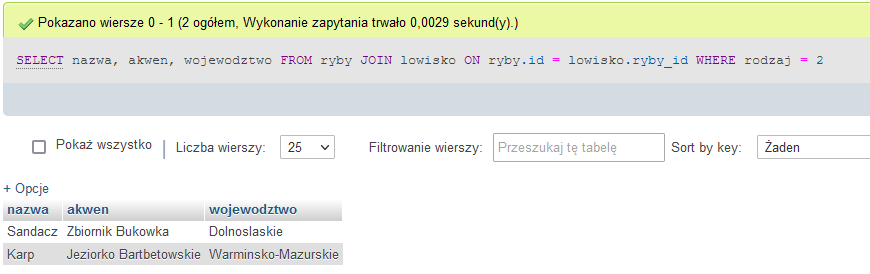 Pokazano wiersze 0 - 1 (2 ogółem, Wykonanie zapytania trwało 0,0029 sekund(y).)
SELECT nazwa, akwen, wojewodztwo FROM ryby JOIN lowisko ON ryby.id = lowisko.ryby_id WHERE rodzaj = 2
Pokaż wszystko | Liczba wierszy: 25 Filtrowanie wierszy: Przeszukaj tę tabelę Sort by key: Żaden
+ Opcje
nazwa akwen wojewodztwo
Sandacz Zbiornik Bukowka Dolnoslaskie
Karp Jeziorko Bartbetowskie Warminsko-Mazurskie